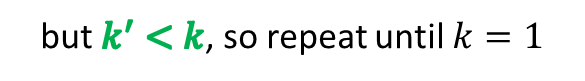 but k′ < k, so repeat until k = 1